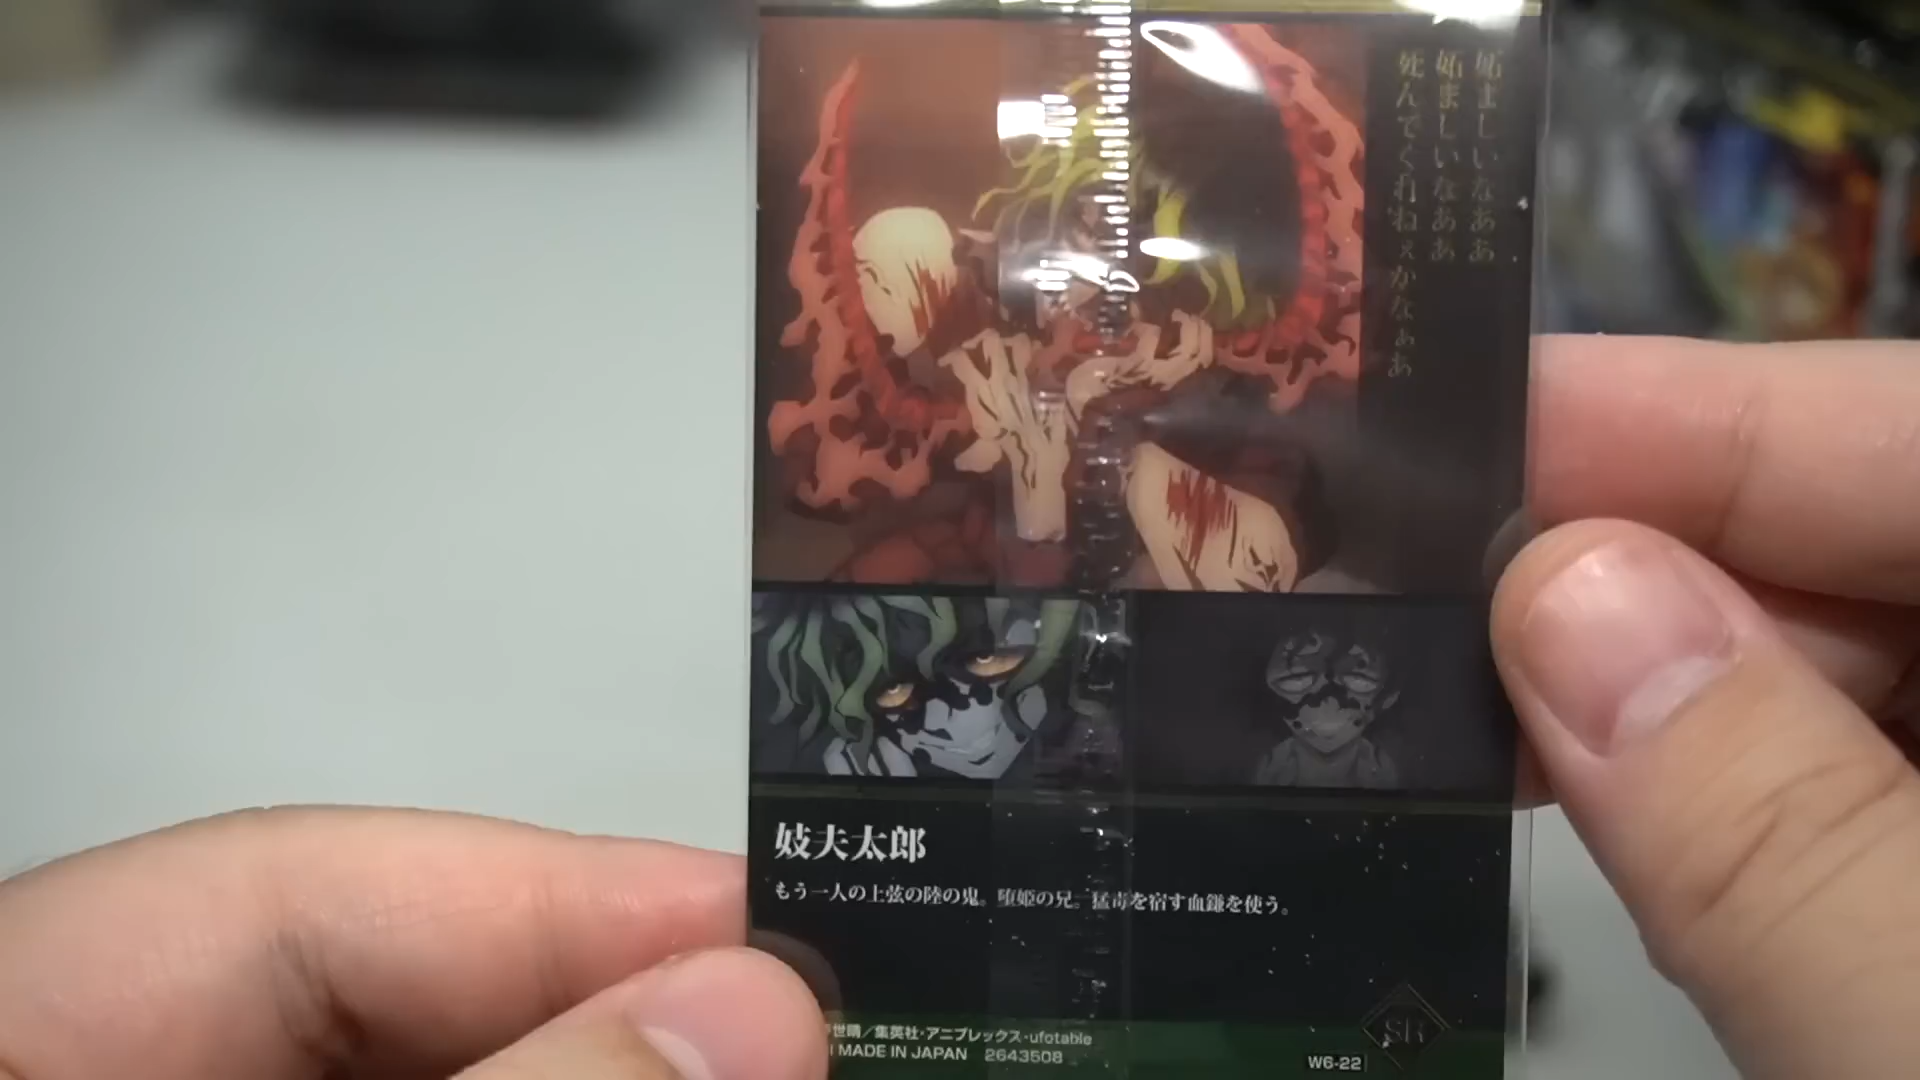 妬ましいなああ
妬ましいなああ
死んでくれねぇかなぁあ
妓夫太郎
もう一人の上弦の陸の鬼。堕姫の兄。猛毒を宿す血鎌を使う。
世晴／集英社・アニプレックス・ufotable
MADE IN JAPAN 2643508
SR
W6-22